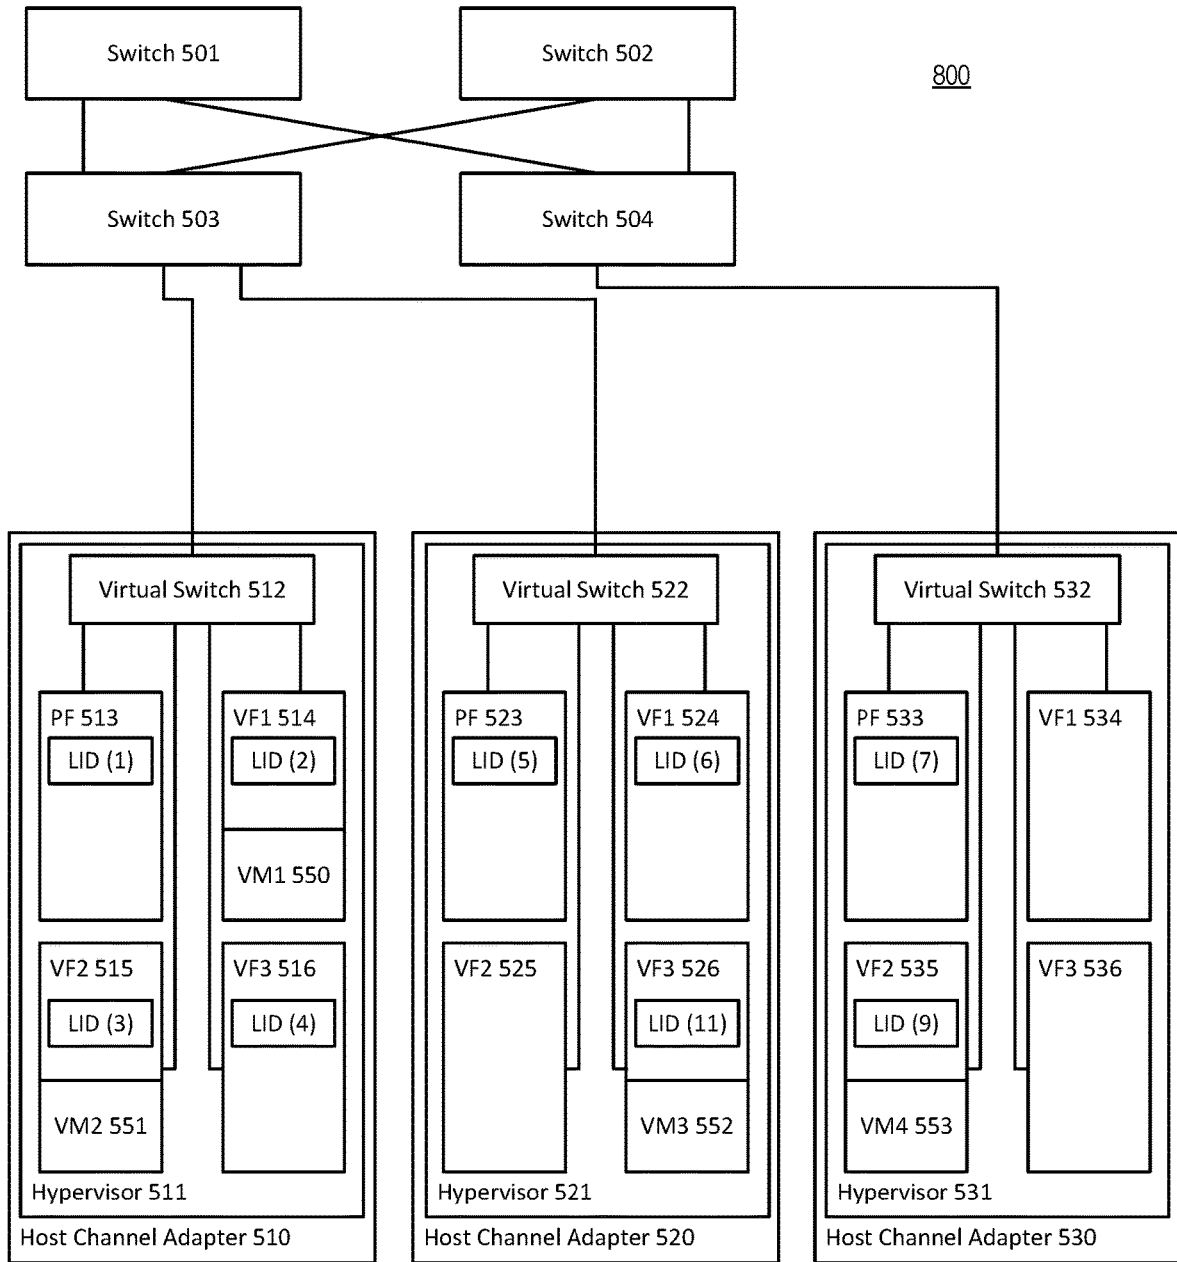 Switch 501
Switch 502
800
Switch 503
Switch 504
Virtual Switch 512
PF 513
LID (1)
VF1 514
LID (2)
VM1 550
VF2 515
LID (3)
VM2 551
VF3 516
LID (4)
Hypervisor 511
Host Channel Adapter 510
Virtual Switch 522
PF 523
LID (5)
VF1 524
LID (6)
VF2 525
VF3 526
LID (11)
VM3 552
Hypervisor 521
Host Channel Adapter 520
Virtual Switch 532
PF 533
LID (7)
VF1 534
VF2 535
LID (9)
VM4 553
VF3 536
Hypervisor 531
Host Channel Adapter 530